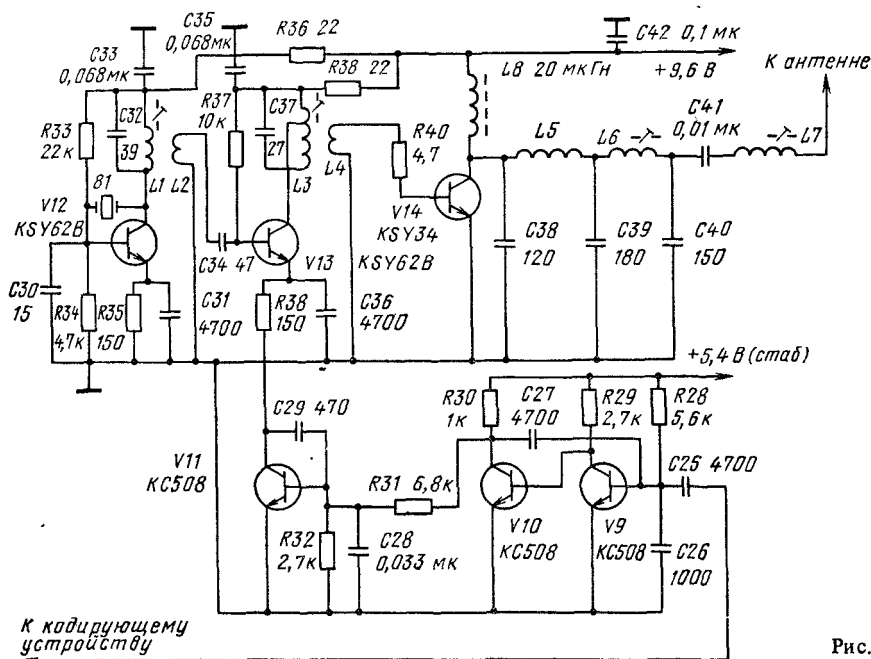 C35
0,068мк
R36 22
C42 0,1 мк
C33
0,068мк
R38 22
L8 20 мкГн
+9,6 В
К антенне
R37
10к
C32
39
C37
27
R33
22к
R40
4,7
C41
0,01 мк
L5
L6
L7
81
L1
L2
L3
L4
V12
KSY62B
V14
KSY34
C34 47
V13
KSY62B
C38
120
C39
180
C40
150
C30
15
R34
4,7к
R35
150
C31
4700
R38
150
C36
4700
+5,4 В (стаб)
R30
1к
C27
4700
R29
2,7к
R28
5,6к
C29 470
V11
КС508
R31 6,8к
C25 4700
V10
КС508
V9
КС508
R32
2,7к
C28
0,033 мк
C26
1000
К кодирующему
устройству
Рис.